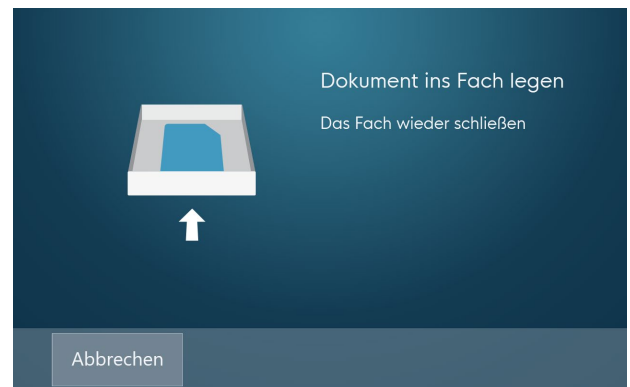 Dokument ins Fach legen
Das Fach wieder schließen
Abbrechen